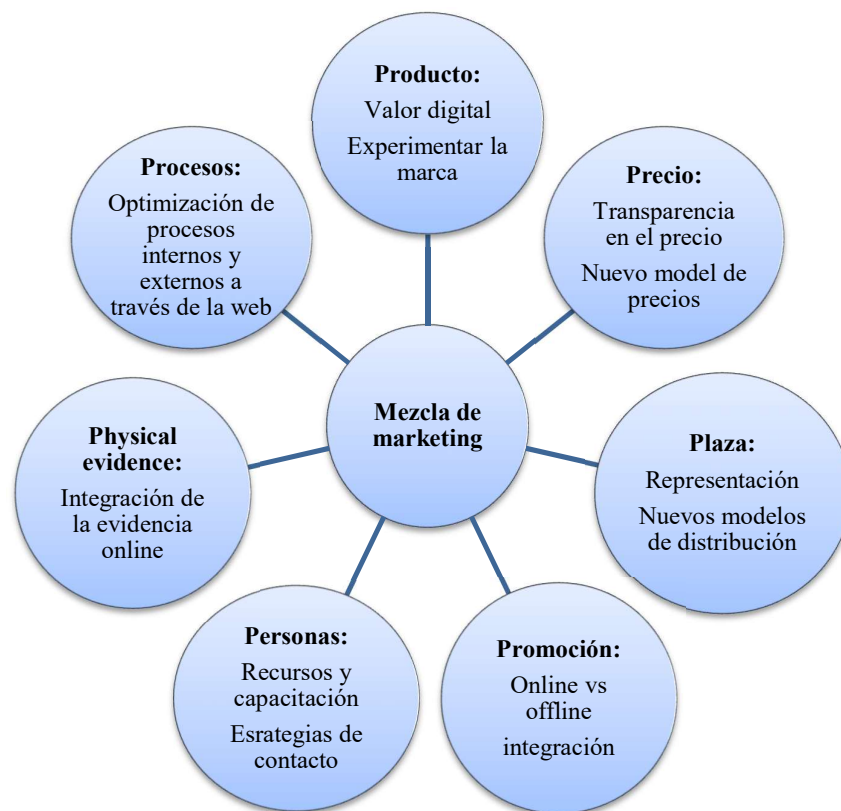 Producto:
Valor digital
Experimentar la
marca
Precio:
Transparencia
en el precio
Nuevo model de
precios
Plaza:
Representación
Nuevos modelos
de distribución
Promoción:
Online vs
offline
integración
Personas:
Recursos y
capacitación
Esrategias de
contacto
Physical
evidence:
Integración de
la evidencia
online
Procesos:
Optimización de
procesos
internos y
externos a
través de la web
Mezcla de
marketing